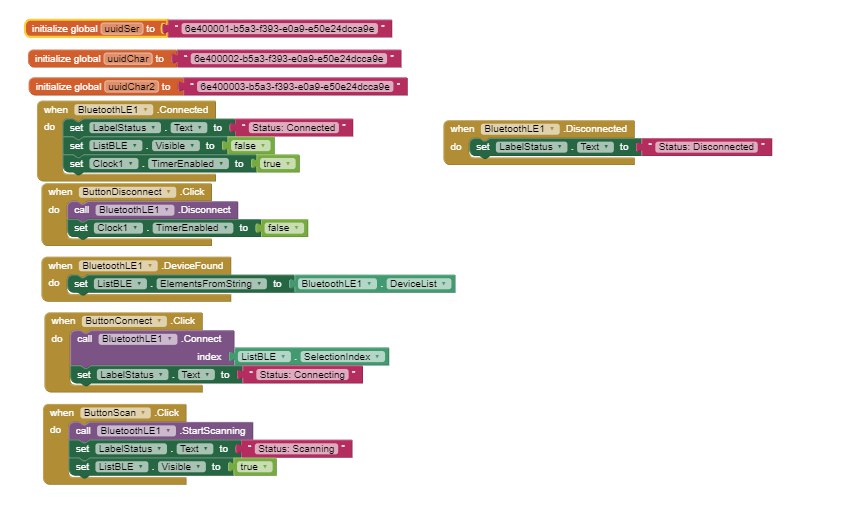 initialize global uuidSer to " 6e400001-b5a3-f393-e0a9-e50e24dcca9e "
initialize global uuidChar to " 6e400002-b5a3-f393-e0a9-e50e24dcca9e "
initialize global uuidChar2 to " 6e400003-b5a3-f393-e0a9-e50e24dcca9e "
when BluetoothLE1 .Connected
do set LabelStatus . Text to " Status: Connected "
set ListBLE . Visible to false
set Clock1 . TimerEnabled to true
when BluetoothLE1 .Disconnected
do set LabelStatus . Text to " Status: Disconnected "
when ButtonDisconnect .Click
do call BluetoothLE1 .Disconnect
set Clock1 . TimerEnabled to false
when BluetoothLE1 .DeviceFound
do set ListBLE . ElementsFromString to BluetoothLE1 . DeviceList
when ButtonConnect .Click
do call BluetoothLE1 .Connect
index ListBLE . SelectionIndex
set LabelStatus . Text to " Status: Connecting "
when ButtonScan .Click
do call BluetoothLE1 .StartScanning
set LabelStatus . Text to " Status: Scanning "
set ListBLE . Visible to true